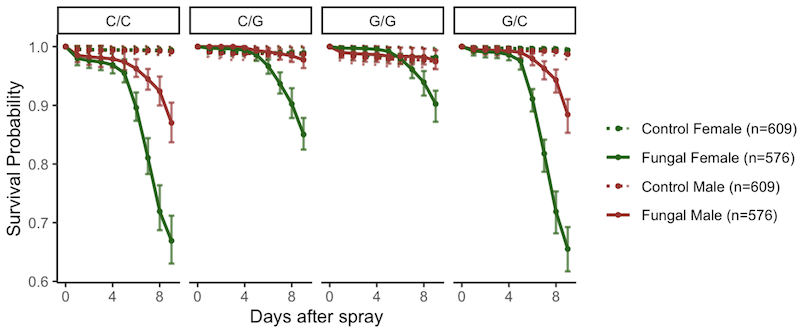 C/C C/G G/G G/C
1.0
0.9
0.8
0.7
0.6
Survival Probability
0 4 8 0 4 8 0 4 8 0 4 8
Days after spray
Control Female (n=609)
Fungal Female (n=576)
Control Male (n=609)
Fungal Male (n=576)